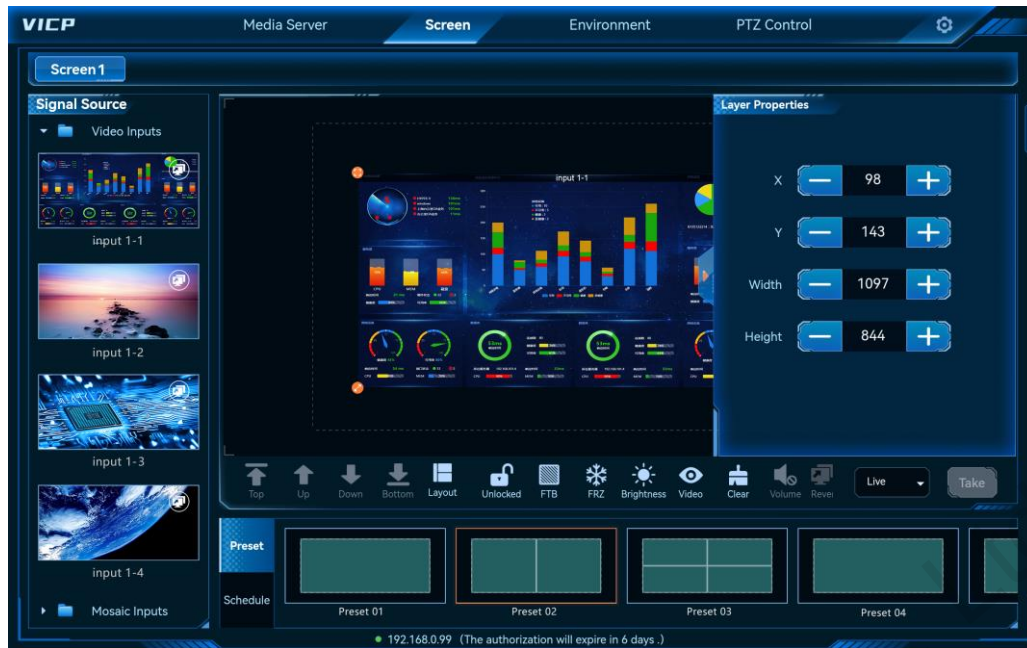 VICP
Media Server
Screen
Environment
PTZ Control
Screen 1
Signal Source
Video Inputs
input 1-1
input 1-2
input 1-3
input 1-4
Mosaic Inputs
input 1-1
Layer Properties
X 98
Y 143
Width 1097
Height 844
Top
Up
Down
Bottom
Layout
Unlocked
FTB
FRZ
Brightness
Video
Clear
Volume
Rever
Live
Take
Preset
Schedule
Preset 01
Preset 02
Preset 03
Preset 04
192.168.0.99 (The authorization will expire in 6 days .)